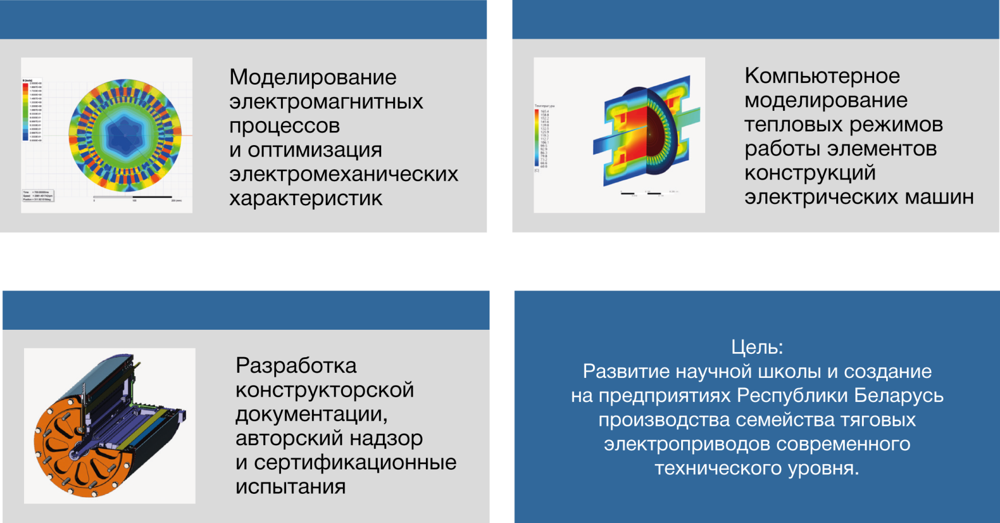 Моделирование
электромагнитных
процессов
и оптимизация
электромеханических
характеристик
Компьютерное
моделирование
тепловых режимов
работы элементов
конструкций
электрических машин
Температура
Разработка
конструкторской
документации,
авторский надзор
и сертификационные
испытания
Цель:
Развитие научной школы и создание
на предприятиях Республики Беларусь
производства семейства тяговых
электроприводов современного
технического уровня.